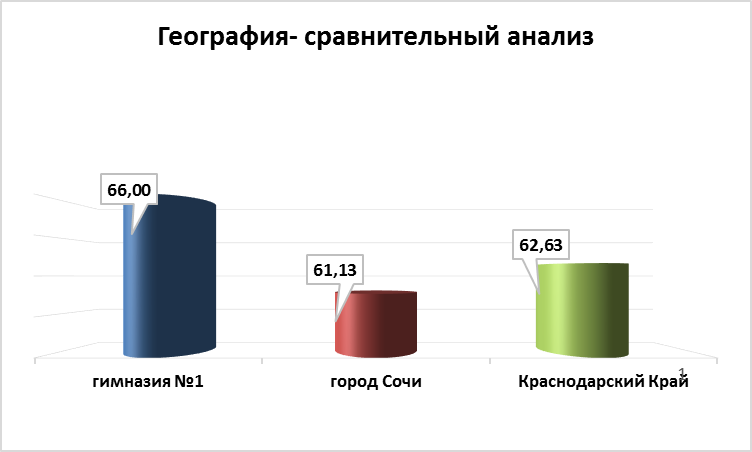 География- сравнительный анализ
66,00
61,13
62,63
гимназия №1
город Сочи
Краснодарский Край
1